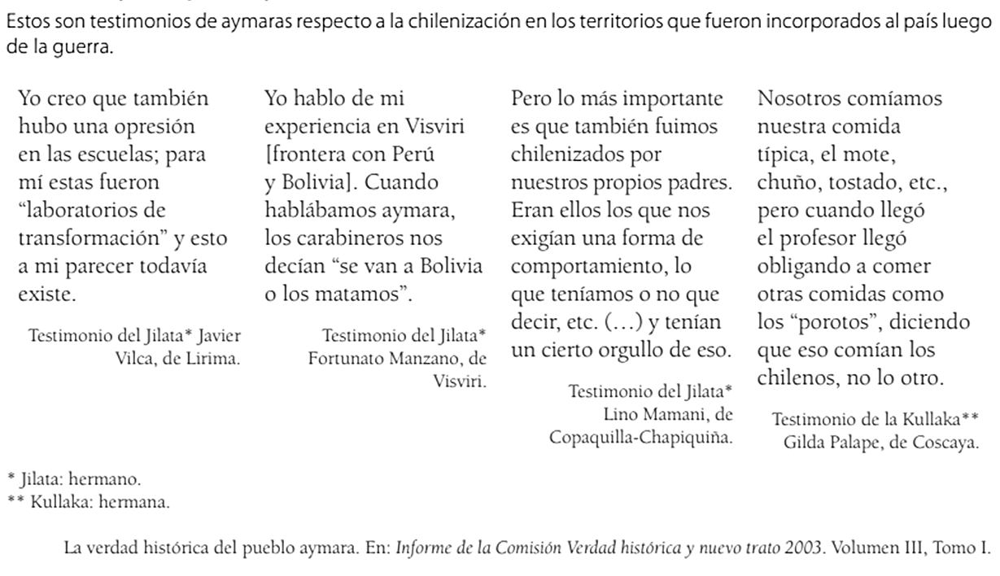 Estos son testimonios de aymaras respecto a la chilenización en los territorios que fueron incorporados al país luego
de la guerra.
Yo creo que también
hubo una opresión
en las escuelas; para
mí estas fueron
“laboratorios de
transformación” y esto
a mi parecer todavía
existe.
Testimonio del Jilata* Javier
Vilca, de Lirima.
Yo hablo de mi
experiencia en Visviri
[frontera con Perú
y Bolivia]. Cuando
hablábamos aymara,
los carabineros nos
decían “se van a Bolivia
o los matamos”.
Testimonio del Jilata*
Fortunato Manzano, de
Visviri.
Pero lo más importante
es que también fuimos
chilenizados por
nuestros propios padres.
Eran ellos los que nos
exigían una forma de
comportamiento, lo
que teníamos o no que
decir, etc. (…) y tenían
un cierto orgullo de eso.
Testimonio del Jilata*
Lino Mamani, de
Copaquilla-Chapiquiña.
Nosotros comíamos
nuestra comida
típica, el mote,
chuño, tostado, etc.,
pero cuando llegó
el profesor llegó
obligando a comer
otras comidas como
los “porotos”, diciendo
que eso comían los
chilenos, no lo otro.
Testimonio de la Kullaka**
Gilda Palape, de Coscaya.
* Jilata: hermano.
** Kullaka: hermana.
La verdad histórica del pueblo aymara. En: Informe de la Comisión Verdad histórica y nuevo trato 2003. Volumen III, Tomo I.